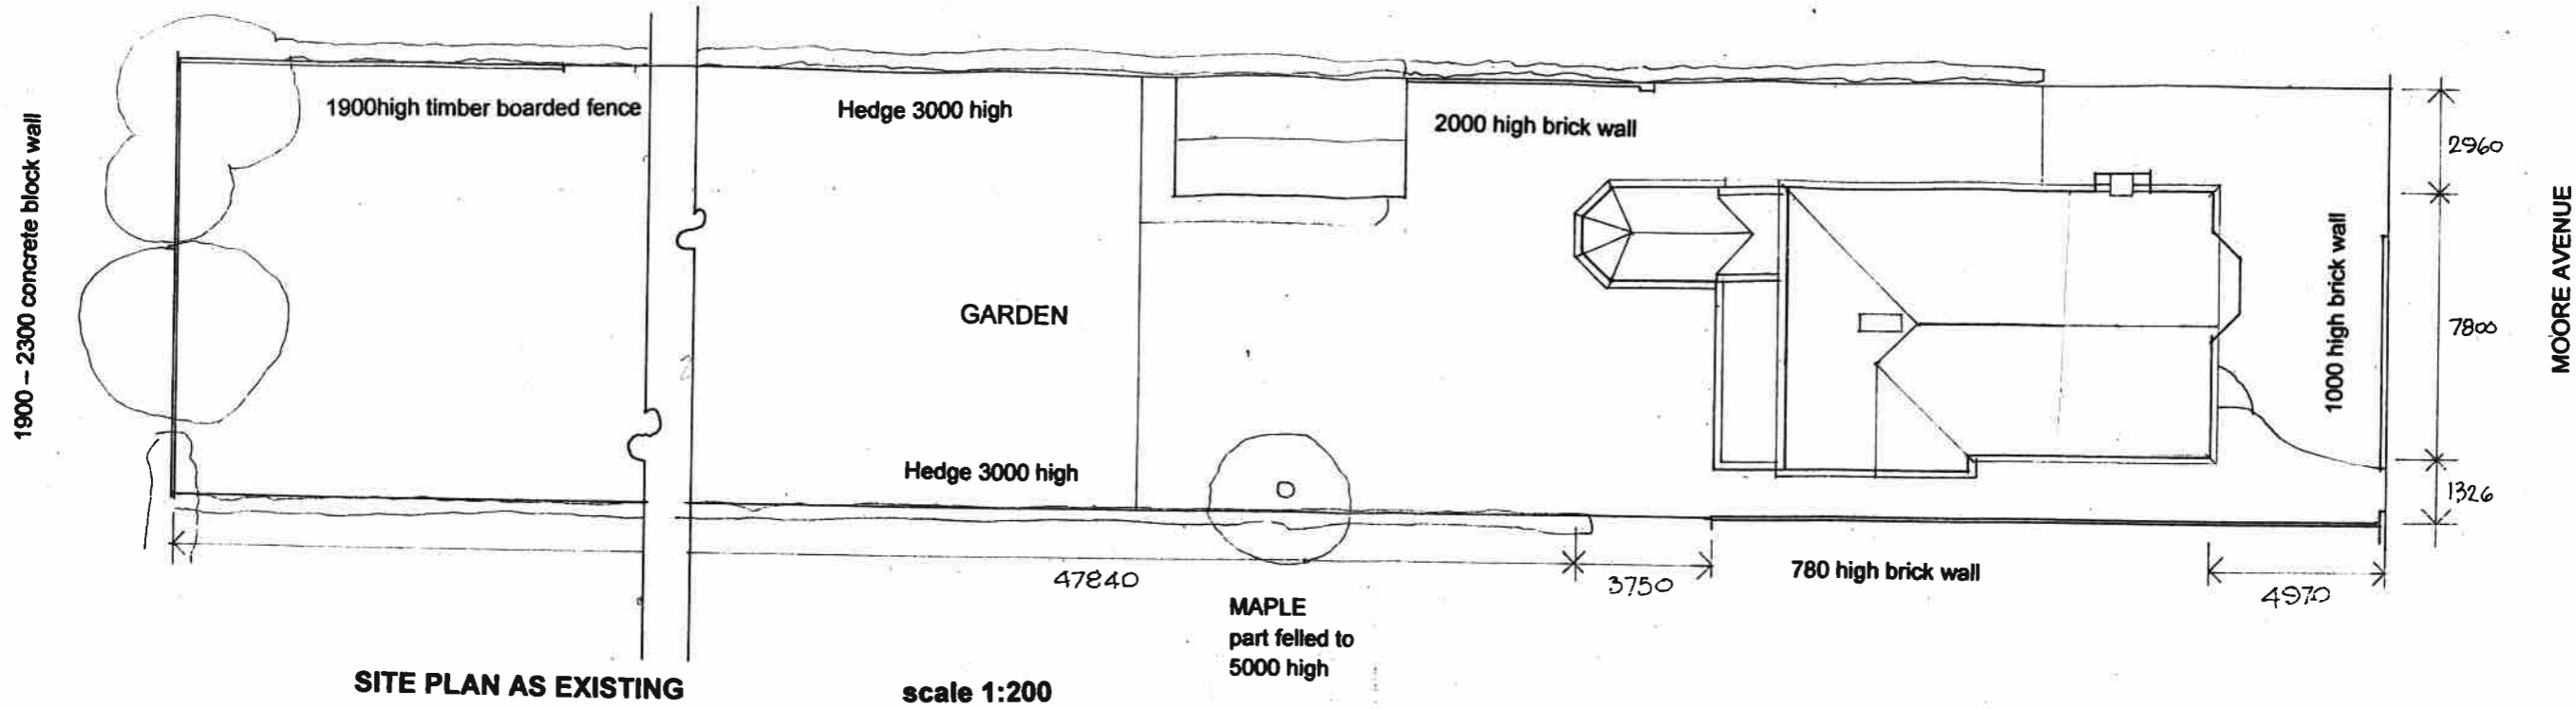 1900 – 2300 concrete block wall
1900high timber boarded fence
Hedge 3000 high
2000 high brick wall
2960
GARDEN
7800
1000 high brick wall
MOORE AVENUE
Hedge 3000 high
1326
47840
3750
780 high brick wall
4970
MAPLE
part felled to
5000 high
SITE PLAN AS EXISTING
scale 1:200